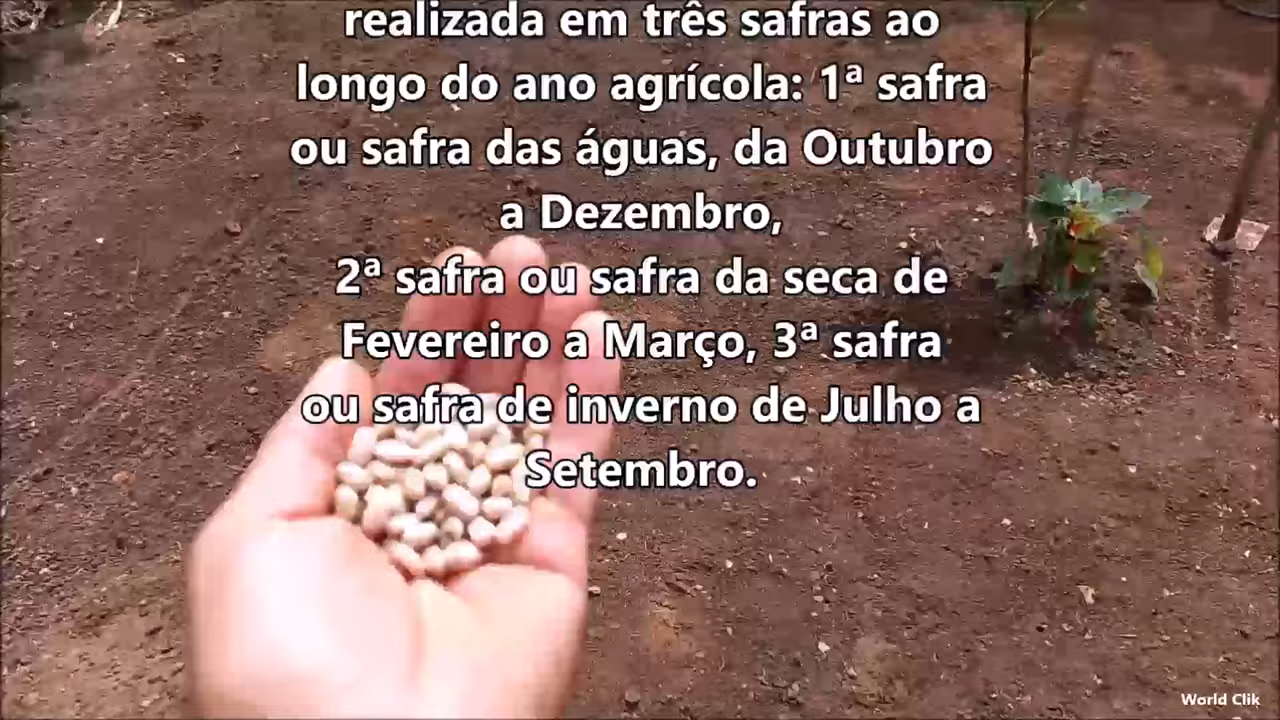 realizada em três safras ao
longo do ano agrícola: 1ª safra
ou safra das águas, da Outubro
a Dezembro,
2ª safra ou safra da seca de
Fevereiro a Março, 3ª safra
ou safra de inverno de Julho a
Setembro.
World Clik